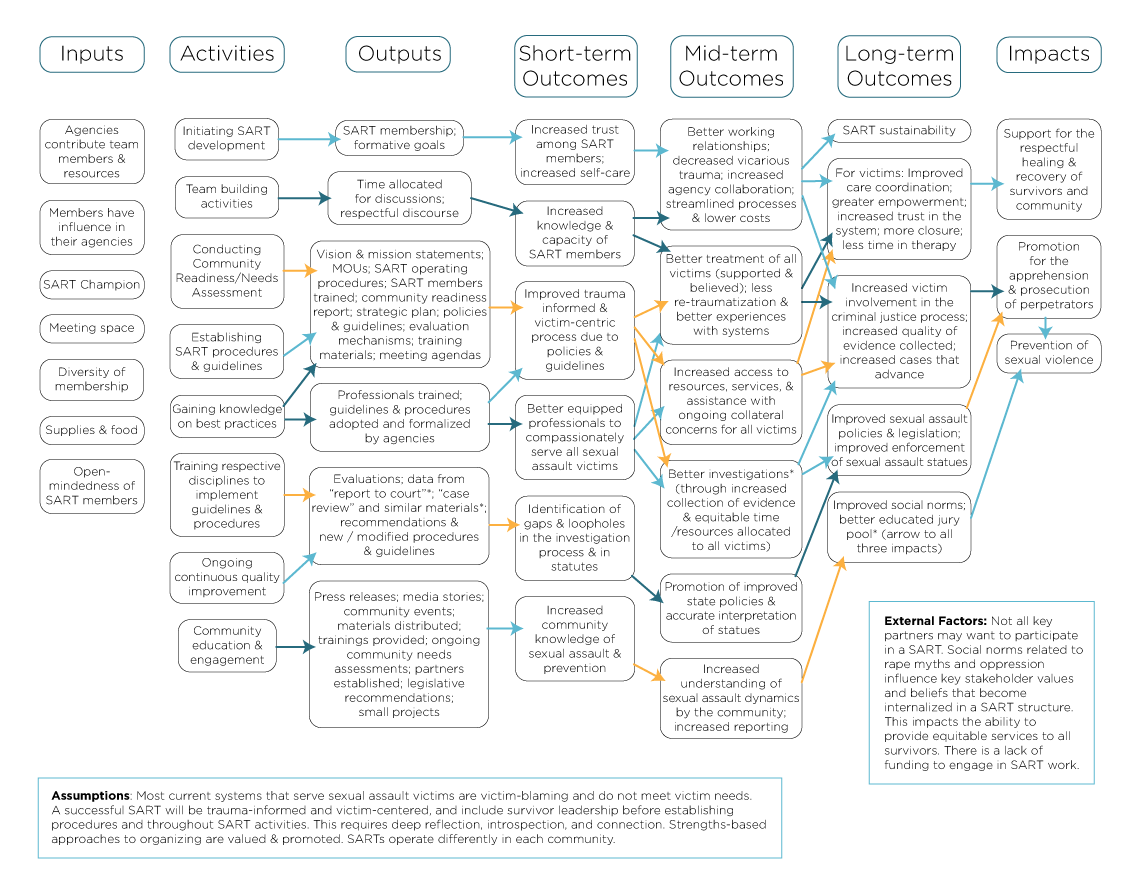 Inputs
Activities
Outputs
Short-term
Outcomes
Mid-term
Outcomes
Long-term
Outcomes
Impacts
Agencies
contribute team
members &
resources
Members have
influence in
their agencies
SART Champion
Meeting space
Diversity of
membership
Supplies & food
Open-
mindedness of
SART members
Initiating SART
development
Team building
activities
Conducting
Community
Readiness/Needs
Assessment
Establishing
SART procedures
& guidelines
Gaining knowledge
on best practices
Training respective
disciplines to
implement
guidelines &
procedures
Ongoing
continuous quality
improvement
Community
education &
engagement
SART membership;
formative goals
Time allocated
for discussions;
respectful discourse
Vision & mission statements;
MOUs; SART operating
procedures; SART members
trained; community readiness
report; strategic plan; policies
& guidelines; evaluation
mechanisms; training
materials; meeting agendas
Professionals trained;
guidelines & procedures
adopted and formalized
by agencies
Evaluations; data from
“report to court”*; “case
review” and similar materials*;
recommendations &
new / modified procedures
& guidelines
Press releases; media stories;
community events;
materials distributed;
trainings provided; ongoing
community needs
assessments; partners
established; legislative
recommendations;
small projects
Increased trust
among SART
members;
increased self-care
Increased
knowledge &
capacity of
SART members
Improved trauma
informed &
victim-centric
process due to
policies &
guidelines
Better equipped
professionals to
compassionately
serve all sexual
assault victims
Identification of
gaps & loopholes
in the investigation
process & in
statutes
Increased
community
knowledge of
sexual assault &
prevention
Better working
relationships;
decreased vicarious
trauma; increased
agency collaboration;
streamlined processes
& lower costs
Better treatment of all
victims (supported &
believed); less
re-traumatization &
better experiences
with systems
Increased access to
resources, services, &
assistance with
ongoing collateral
concerns for all victims
Better investigations*
(through increased
collection of evidence
& equitable time
/resources allocated
to all victims)
Promotion of improved
state policies &
accurate interpretation
of statues
Increased
understanding of
sexual assault dynamics
by the community;
increased reporting
SART sustainability
For victims: Improved
care coordination;
greater empowerment;
increased trust in the
system; more closure;
less time in therapy
Increased victim
involvement in the
criminal justice process;
increased quality of
evidence collected;
increased cases that
advance
Improved sexual assault
policies & legislation;
improved enforcement
of sexual assault statues
Improved social norms;
better educated jury
pool* (arrow to all
three impacts)
Support for the
respectful
healing &
recovery of
survivors and
community
Promotion
for the
apprehension
& prosecution
of perpetrators
Prevention of
sexual violence
External Factors: Not all key
partners may want to participate
in a SART. Social norms related to
rape myths and oppression
influence key stakeholder values
and beliefs that become
internalized in a SART structure.
This impacts the ability to
provide equitable services to all
survivors. There is a lack of
funding to engage in SART work.
Assumptions: Most current systems that serve sexual assault victims are victim-blaming and do not meet victim needs.
A successful SART will be trauma-informed and victim-centered, and include survivor leadership before establishing
procedures and throughout SART activities. This requires deep reflection, introspection, and connection. Strengths-based
approaches to organizing are valued & promoted. SARTs operate differently in each community.